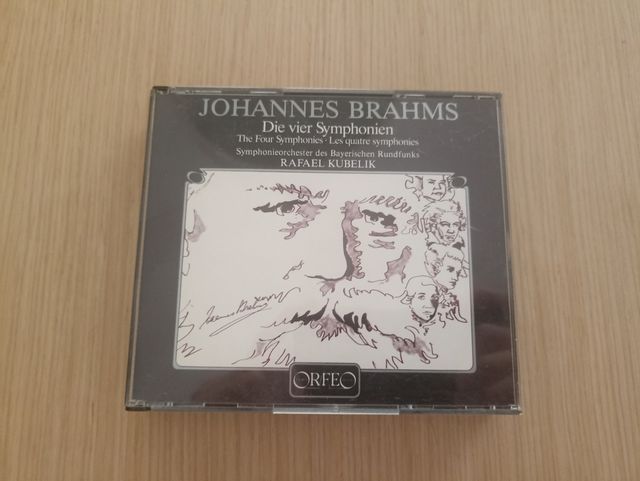 JOHANNES BRAHMS
Die vier Symphonien
The Four Symphonies · Les quatre symphonies
Symphonieorchester des Bayerischen Rundfunks
RAFAEL KUBELIK
ORFEO